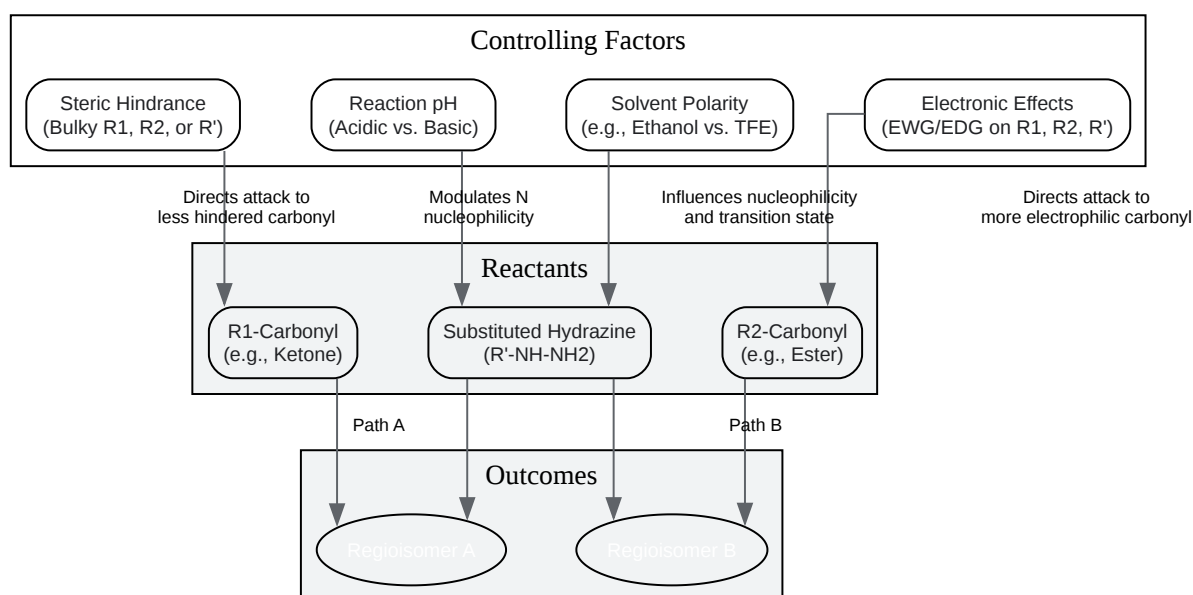 Controlling Factors
Steric Hindrance
(Bulky R1, R2, or R')
Reaction pH
(Acidic vs. Basic)
Solvent Polarity
(e.g., Ethanol vs. TFE)
Electronic Effects
(EWG/EDG on R1, R2, R')
Directs attack to
less hindered carbonyl
Modulates N
nucleophilicity
Influences nucleophilicity
and transition state
Directs attack to
more electrophilic carbonyl
Reactants
R1-Carbonyl
(e.g., Ketone)
Substituted Hydrazine
(R'-NH-NH2)
R2-Carbonyl
(e.g., Ester)
Path A
Path B
Outcomes
Regioisomer A
Regioisomer B